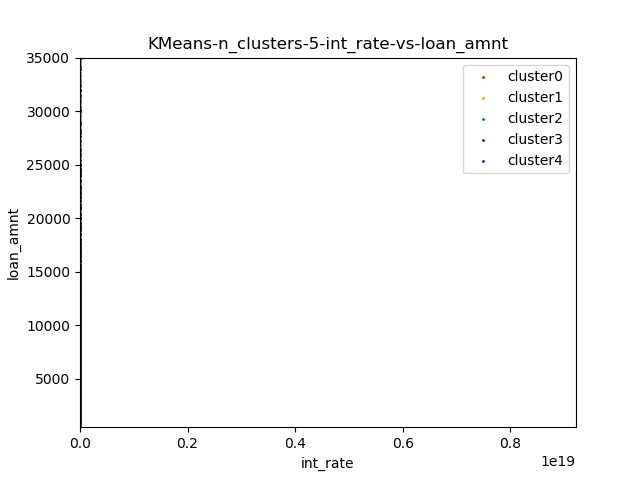 KMeans-n_clusters-5-int_rate-vs-loan_amnt
35000
30000
25000
20000
15000
10000
5000
loan_amnt
cluster0
cluster1
cluster2
cluster3
cluster4
0.0
0.2
0.4
0.6
0.8
1e19
int_rate